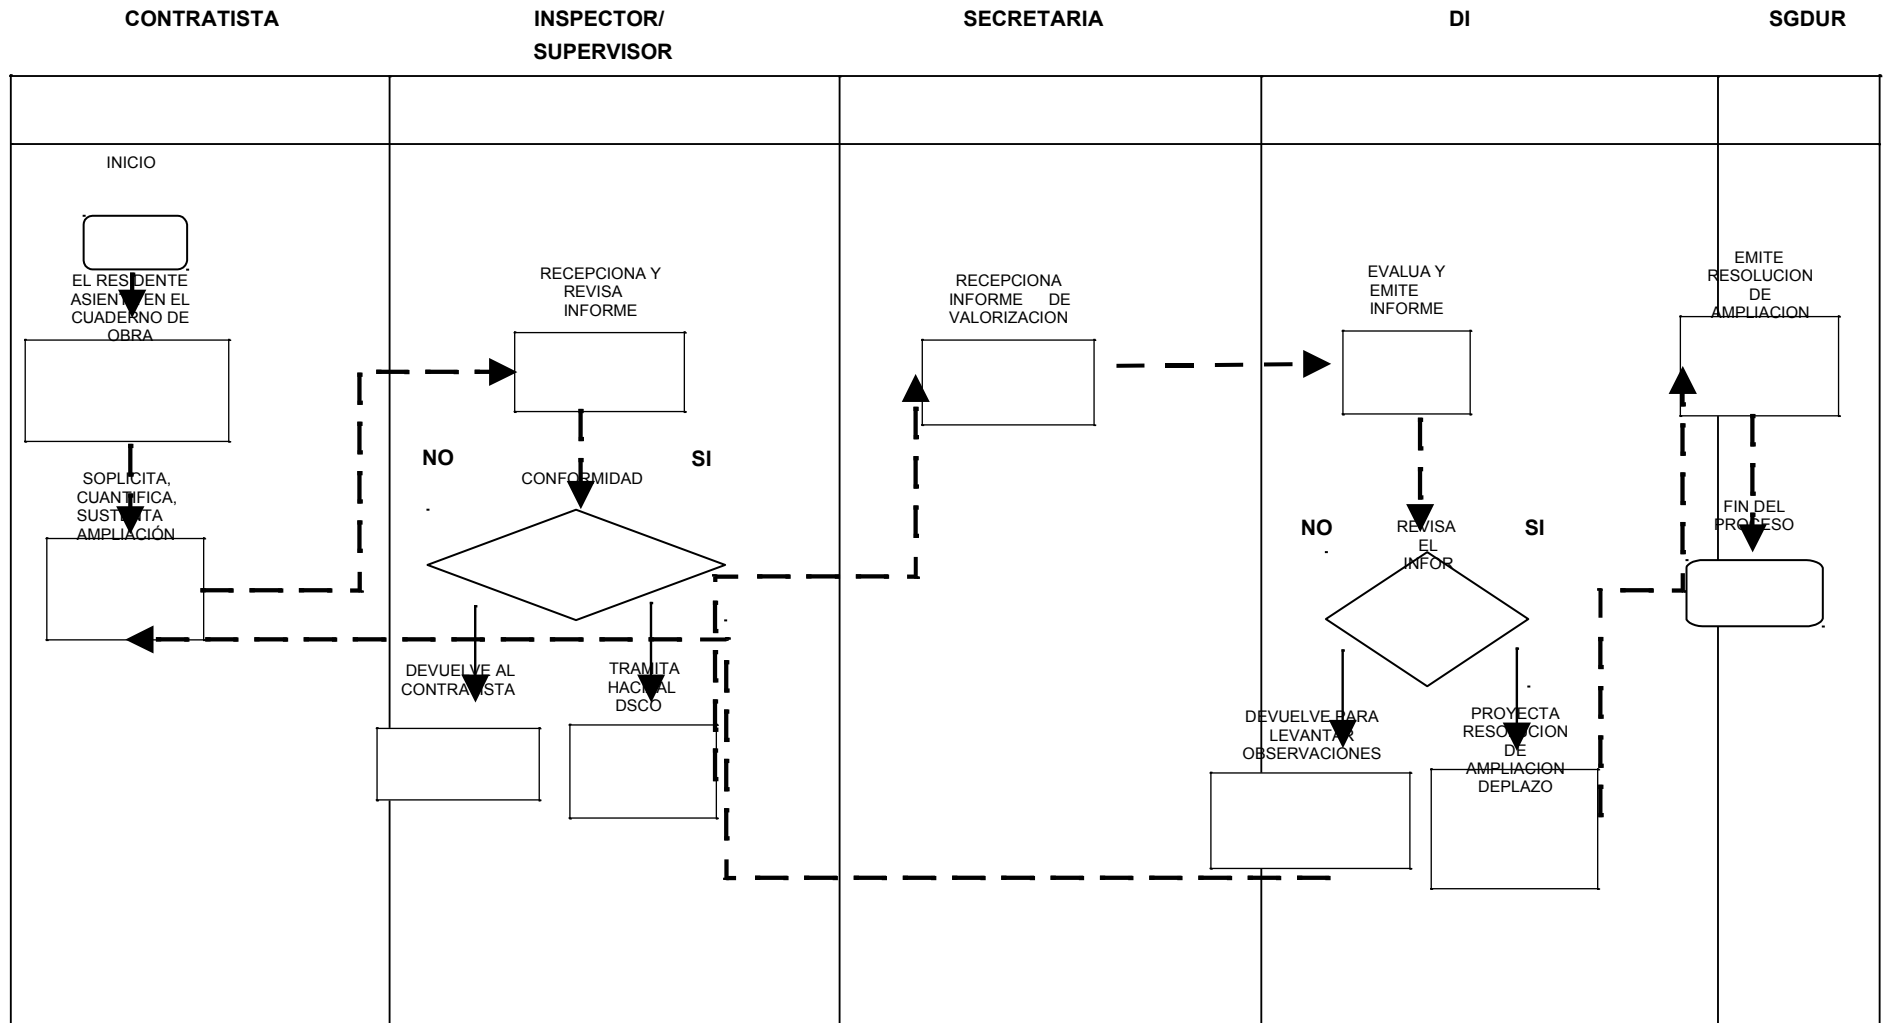 CONTRATISTA
INSPECTOR/
SUPERVISOR
SECRETARIA
DI
SGDUR
INICIO
EL RESIDENTE
ASIENTA EN EL
CUADERNO DE
OBRA
SOPLICITA,
CUANTIFICA,
SUSTENTA
AMPLIACIÓN
RECEPCIONA Y
REVISA
INFORME
NO
SI
CONFORMIDAD
DEVUELVE AL
CONTRATISTA
TRAMITA
HACIA AL
DSCO
RECEPCIONA
INFORME DE
VALORIZACION
EVALUA Y
EMITE
INFORME
NO
SI
REVISA
EL
INFOR
DEVUELVE PARA
LEVANTAR
OBSERVACIONES
PROYECTA
RESOLUCION
DE
AMPLIACION
DEPLAZO
EMITE
RESOLUCION
DE
AMPLIACION
FIN DEL
PROCESO